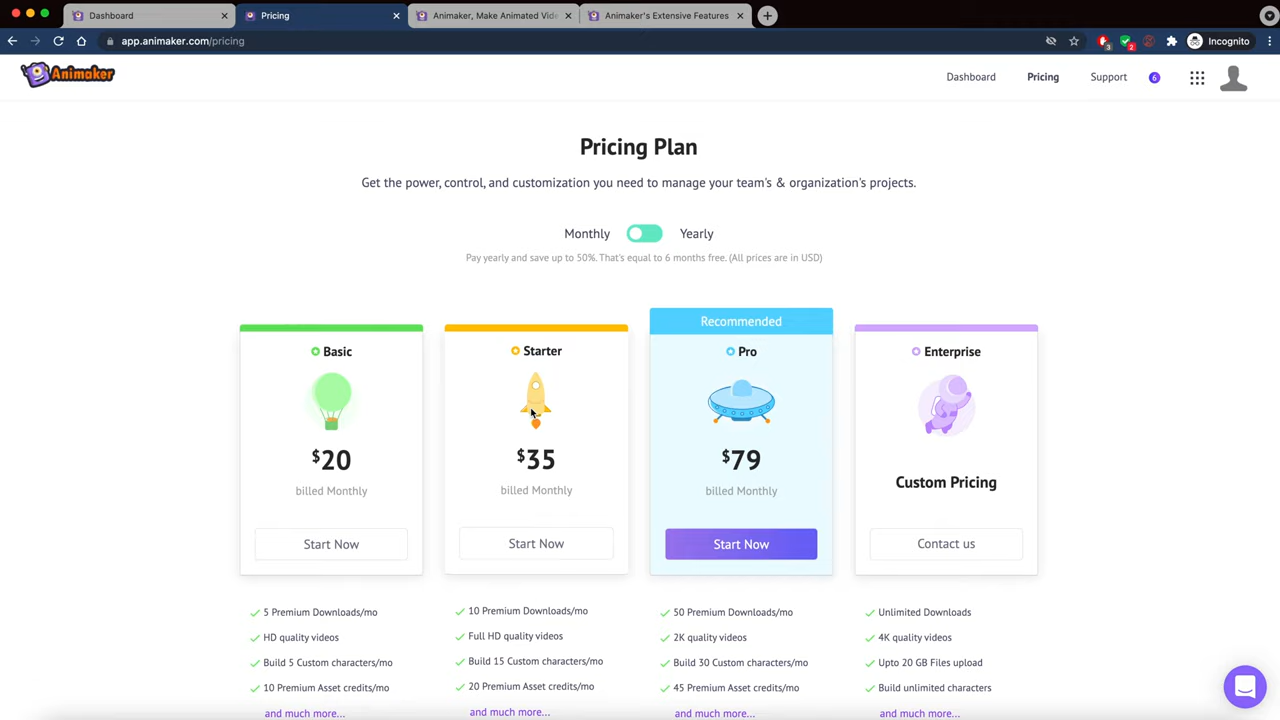 Dashboard
Pricing
Animaker, Make Animated Vide
Animaker's Extensive Features
app.animaker.com/pricing
3
2
Incognito
Animaker
Dashboard
Pricing
Support
6
Pricing Plan
Get the power, control, and customization you need to manage your team's & organization's projects.
Monthly
Yearly
Pay yearly and save up to 50%. That's equal to 6 months free. (All prices are in USD)
Basic
$20
billed Monthly
Start Now
5 Premium Downloads/mo
HD quality videos
Build 5 Custom characters/mo
10 Premium Asset credits/mo
and much more...
Starter
$35
billed Monthly
Start Now
10 Premium Downloads/mo
Full HD quality videos
Build 15 Custom characters/mo
20 Premium Asset credits/mo
and much more...
Recommended
Pro
$79
billed Monthly
Start Now
50 Premium Downloads/mo
2K quality videos
Build 30 Custom characters/mo
45 Premium Asset credits/mo
and much more...
Enterprise
Custom Pricing
Contact us
Unlimited Downloads
4K quality videos
Upto 20 GB Files upload
Build unlimited characters
and much more...